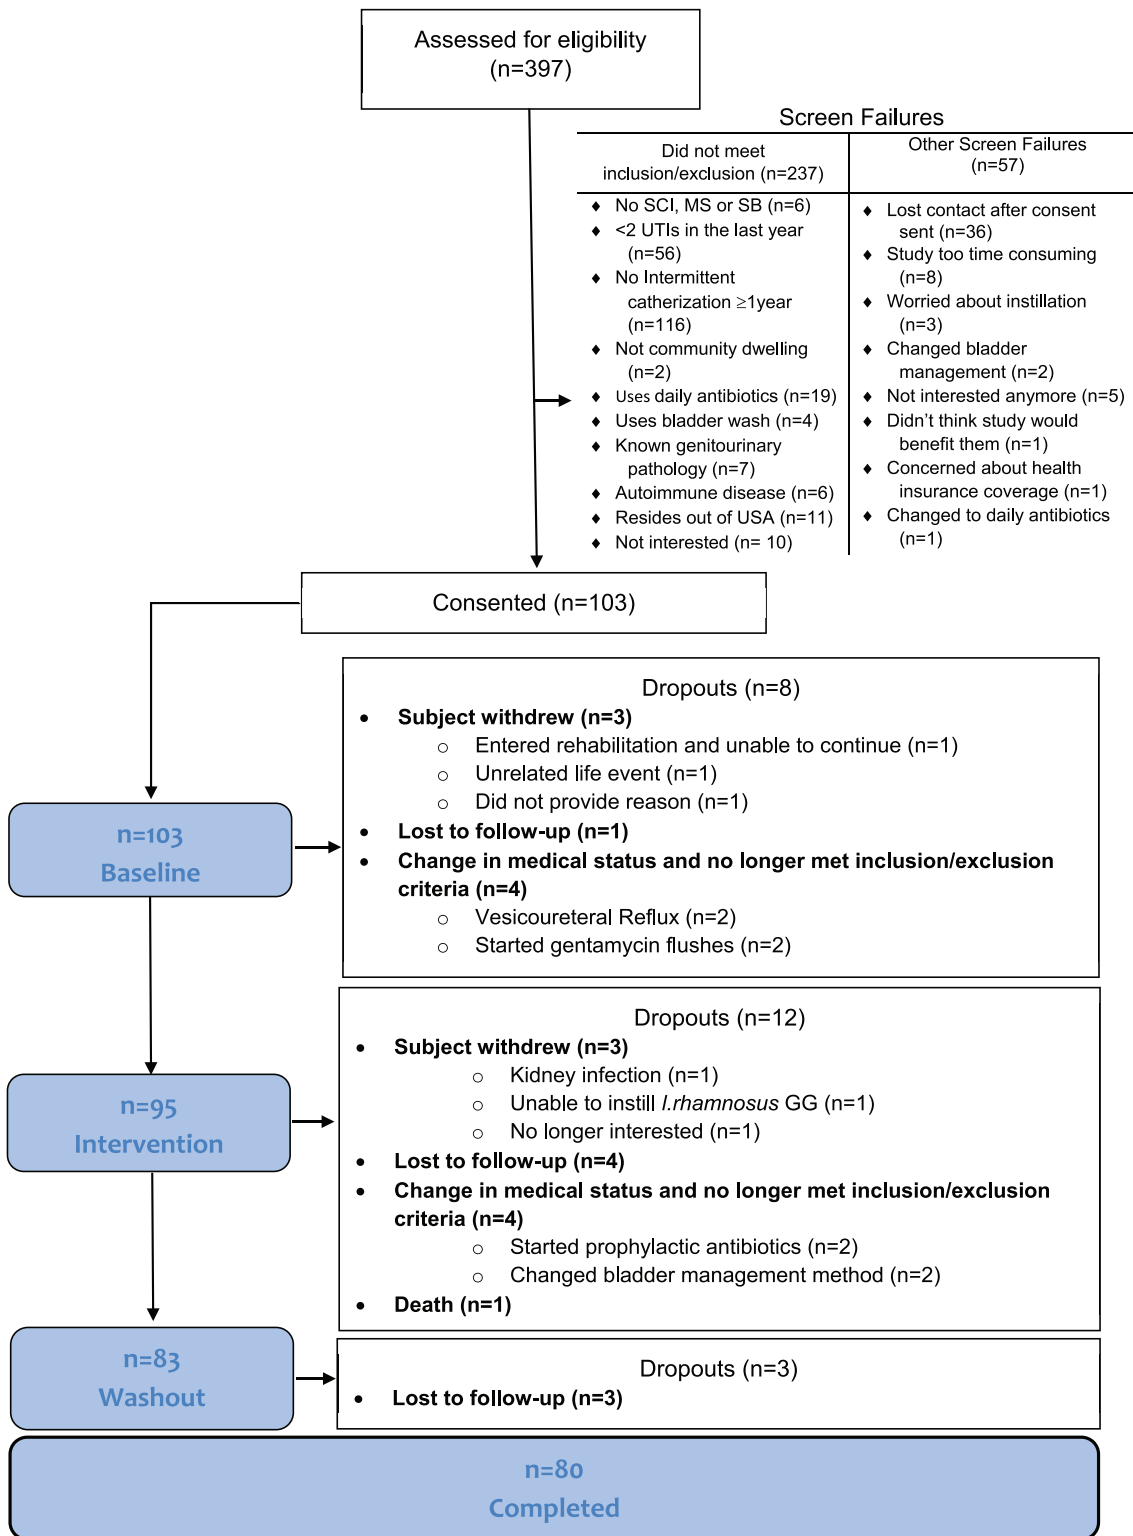 Assessed for eligibility
(n=397)
Screen Failures
Did not meet
inclusion/exclusion (n=237)
♦ No SCI, MS or SB (n=6)
♦ <2 UTIs in the last year
(n=56)
♦ No Intermittent
catherization ≥1year
(n=116)
♦ Not community dwelling
(n=2)
♦ Uses daily antibiotics (n=19)
♦ Uses bladder wash (n=4)
♦ Known genitourinary
pathology (n=7)
♦ Autoimmune disease (n=6)
♦ Resides out of USA (n=11)
♦ Not interested (n= 10)
Other Screen Failures
(n=57)
♦ Lost contact after consent
sent (n=36)
♦ Study too time consuming
(n=8)
♦ Worried about instillation
(n=3)
♦ Changed bladder
management (n=2)
♦ Not interested anymore (n=5)
♦ Didn't think study would
benefit them (n=1)
♦ Concerned about health
insurance coverage (n=1)
♦ Changed to daily antibiotics
(n=1)
Consented (n=103)
n=103
Baseline
Dropouts (n=8)
• Subject withdrew (n=3)
o Entered rehabilitation and unable to continue (n=1)
o Unrelated life event (n=1)
o Did not provide reason (n=1)
• Lost to follow-up (n=1)
• Change in medical status and no longer met inclusion/exclusion
criteria (n=4)
o Vesicoureteral Reflux (n=2)
o Started gentamycin flushes (n=2)
n=95
Intervention
Dropouts (n=12)
• Subject withdrew (n=3)
o Kidney infection (n=1)
o Unable to instill l.rhamnosus GG (n=1)
o No longer interested (n=1)
• Lost to follow-up (n=4)
• Change in medical status and no longer met inclusion/exclusion
criteria (n=4)
o Started prophylactic antibiotics (n=2)
o Changed bladder management method (n=2)
• Death (n=1)
n=83
Washout
Dropouts (n=3)
• Lost to follow-up (n=3)
n=80
Completed